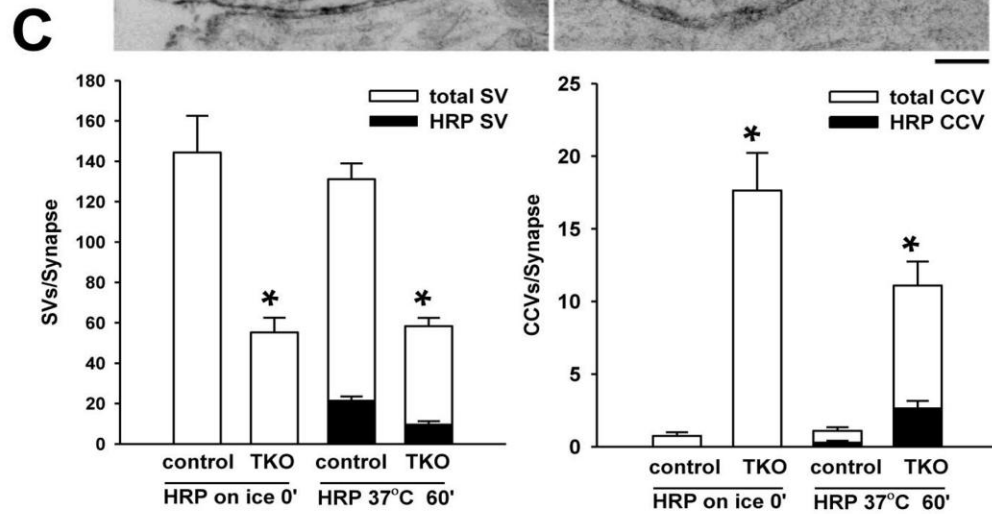 C
180
160
140
120
100
80
60
40
20
0
SVs/Synapse
total SV
HRP SV
*
*
control TKO control TKO
HRP on ice 0' HRP 37°C 60'
25
20
15
10
5
0
CCVs/Synapse
total CCV
HRP CCV
*
*
control TKO control TKO
HRP on ice 0' HRP 37°C 60'